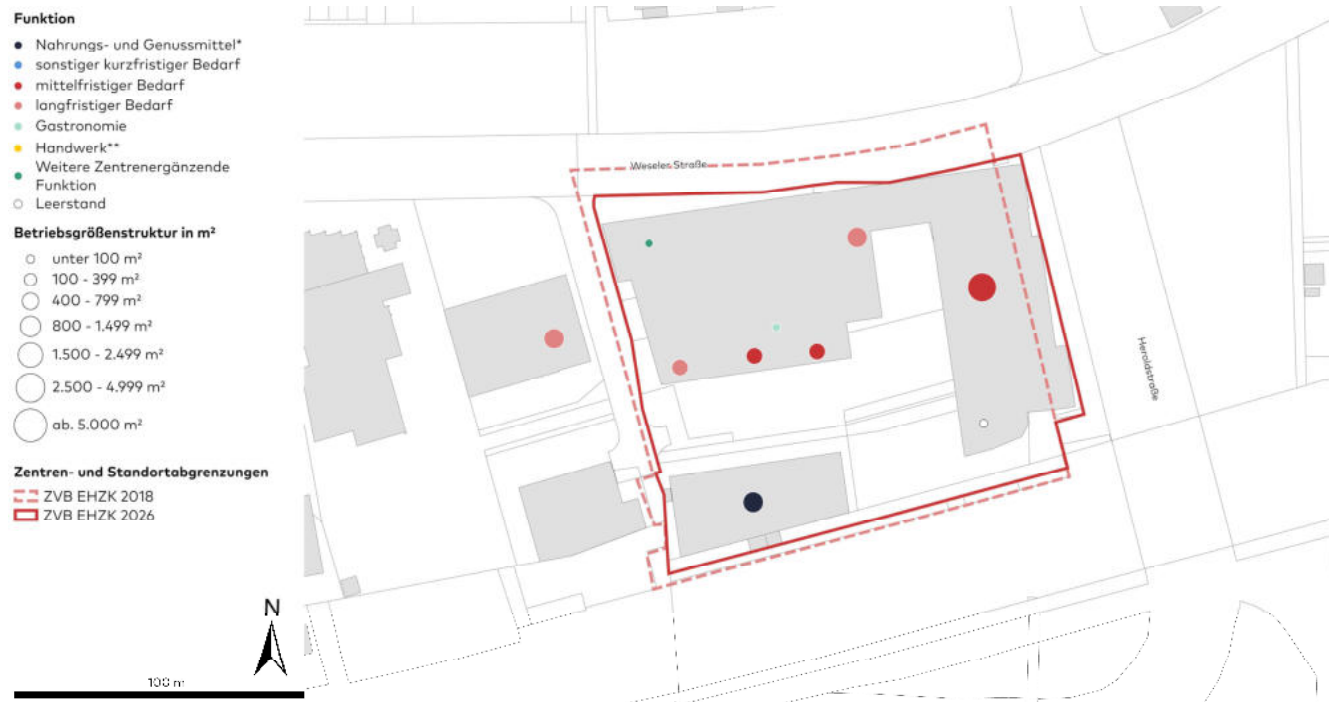 Funktion
Nahrungs- und Genussmittel*
sonstiger kurzfristiger Bedarf
mittelfristiger Bedarf
langfristiger Bedarf
Gastronomie
Handwerk**
Weitere Zentrenergänzende
Funktion
Leerstand
Betriebsgrößenstruktur in m²
unter 100 m²
100 - 399 m²
400 - 799 m²
800 - 1.499 m²
1.500 - 2.499 m²
2.500 - 4.999 m²
ab. 5.000 m²
Zentren- und Standortabgrenzungen
ZVB EHZK 2018
ZVB EHZK 2026
N
100 m
Weseler Straße
Heroldstraße